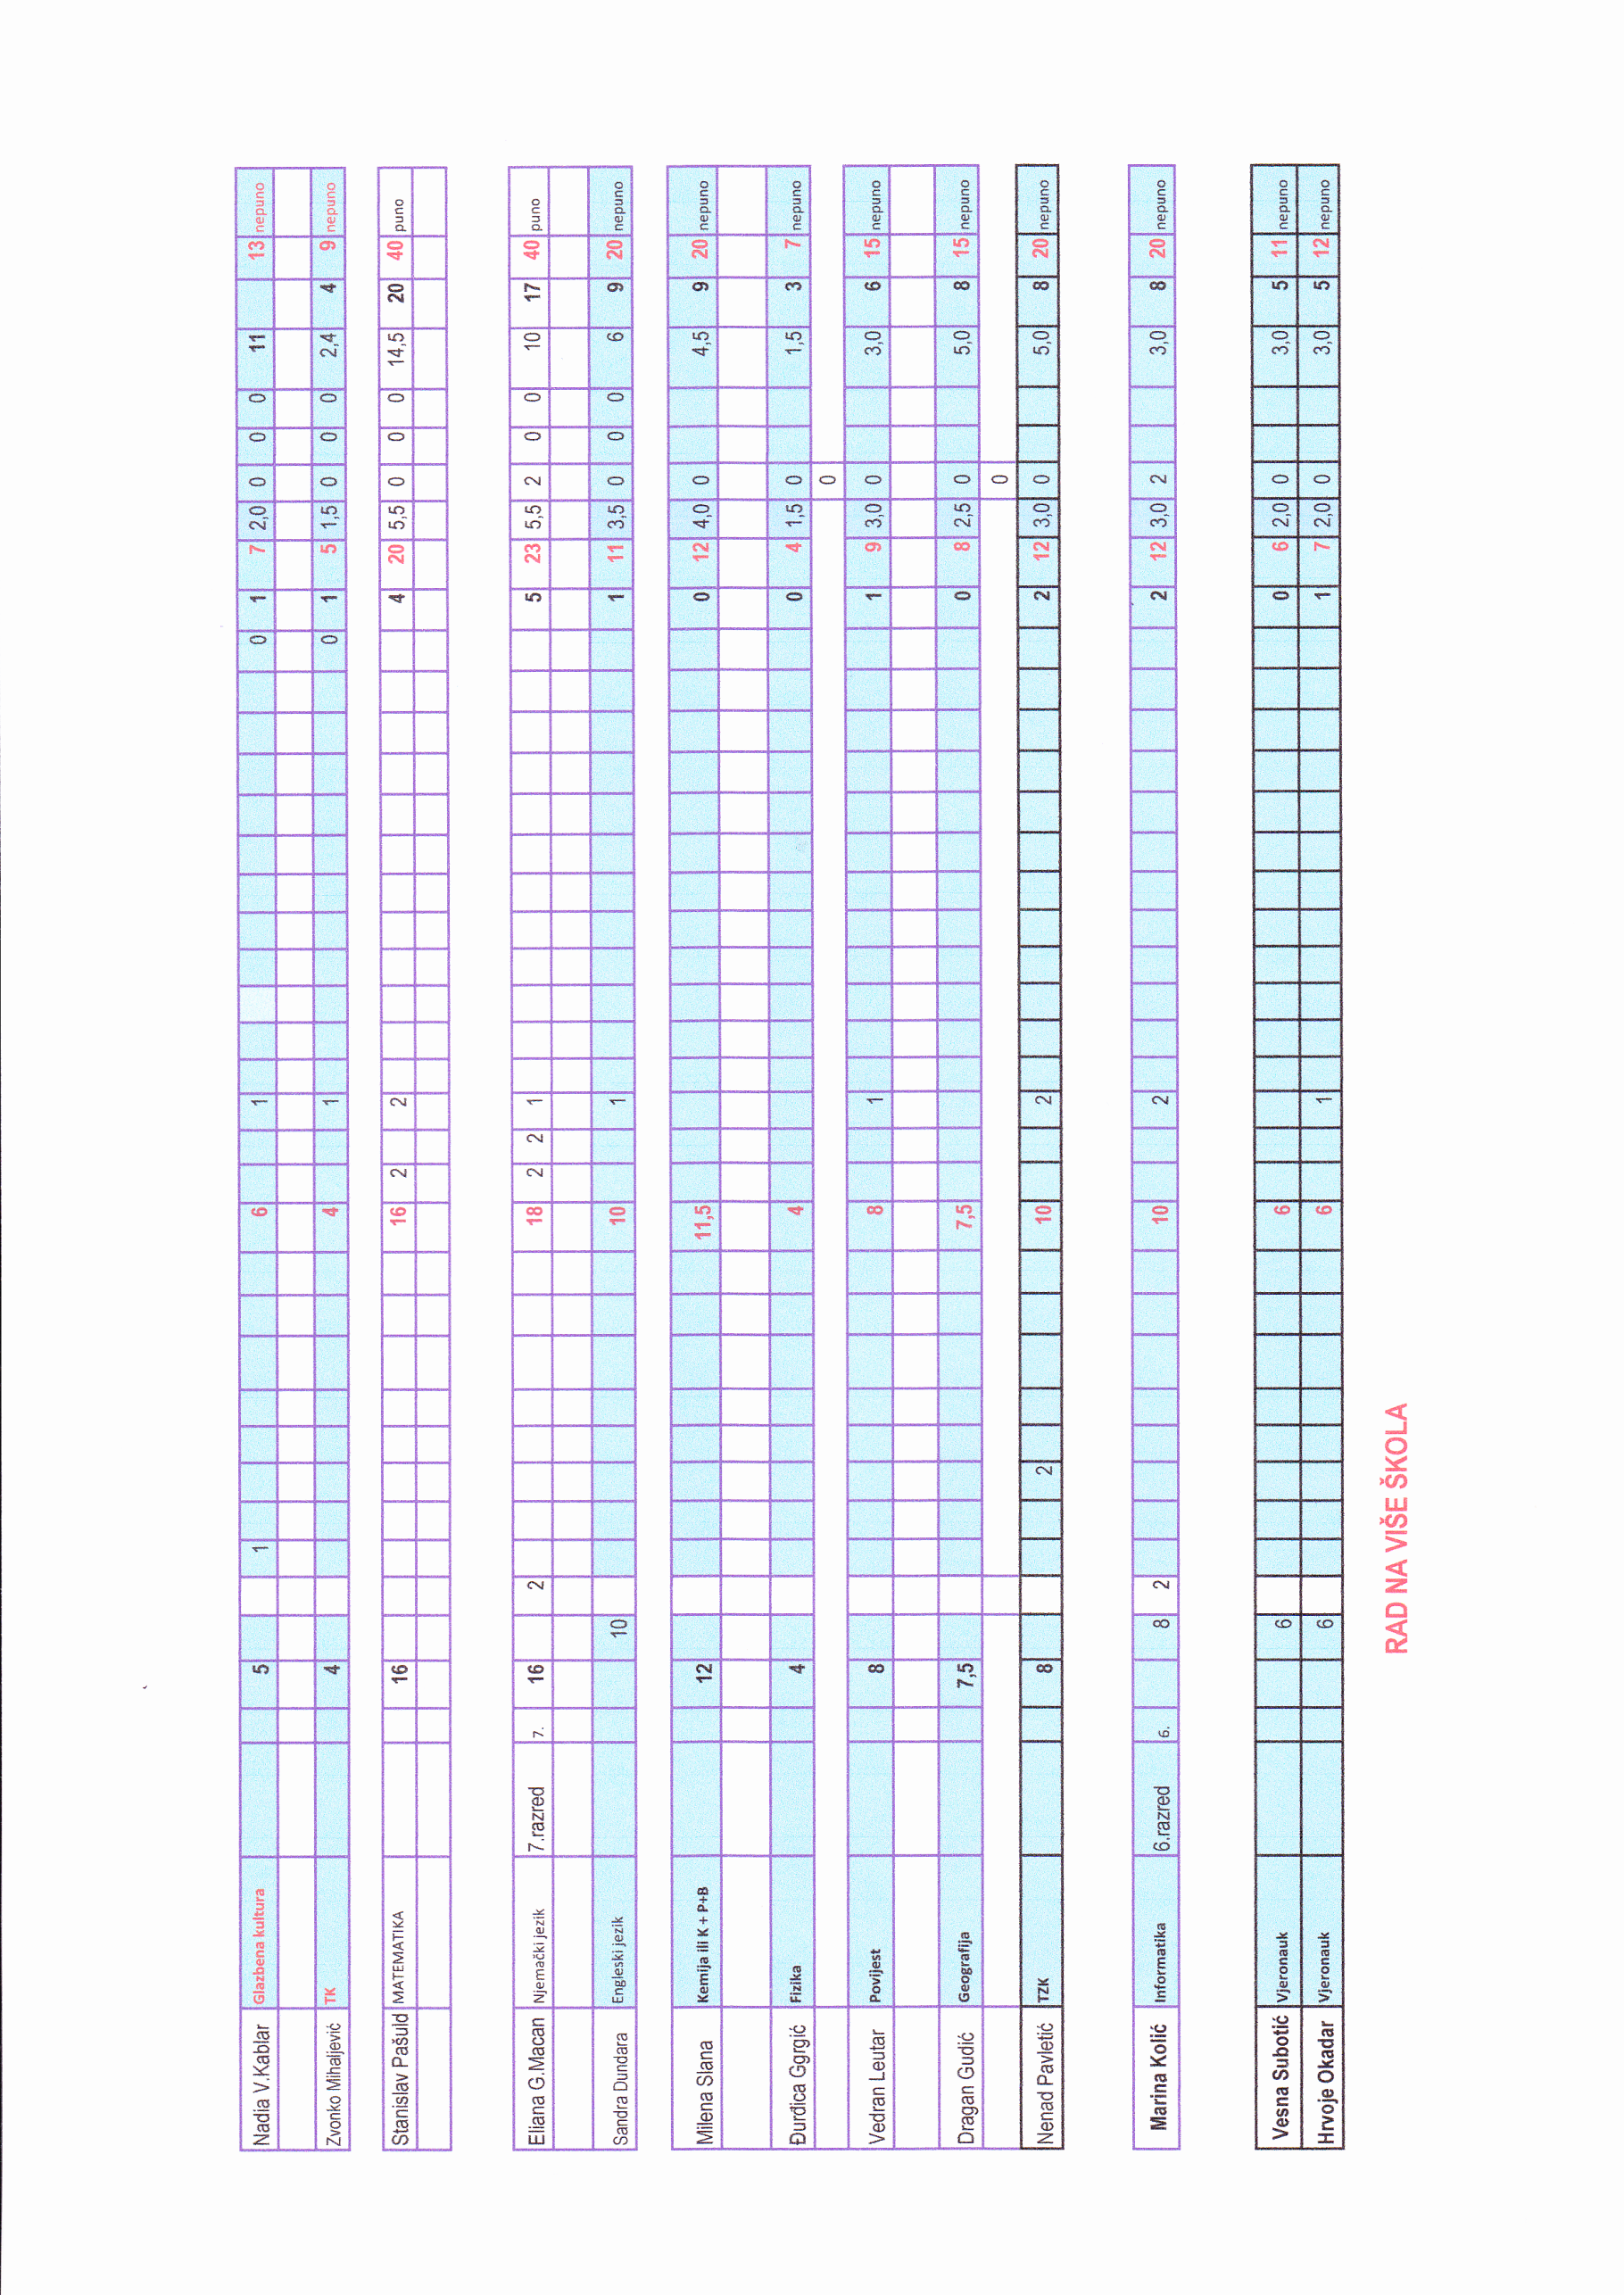 Nadia V.Kablar Glazbena kultura 5 1 6 1 0 1 7 2,0 0 0 0 11 13 nepuno
Zvonko Mihaljević TK 4 4 1 0 1 5 1,5 0 0 0 2,4 4 9 nepuno
Stanislav Pašuld MATEMATIKA 16 16 2 2 4 20 5,5 0 0 0 14,5 20 40 puno
Eliana G.Macan Njemački jezik 7.razred 7. 16 2 18 2 2 1 5 23 5,5 2 0 0 10 17 40 puno
Sandra Dundara Engleski jezik 10 10 1 1 11 3,5 0 0 0 6 9 20 nepuno
Milena Slana Kemija ili K + P+B 12 11,5 0 12 4,0 0 4,5 9 20 nepuno
Đurđica Ggrgić Fizika 4 4 0 4 1,5 0 1,5 3 7 nepuno
0
Vedran Leutar Povijest 8 8 1 1 9 3,0 0 3,0 6 15 nepuno
Dragan Gudić Geografija 7,5 7,5 0 8 2,5 0 5,0 8 15 nepuno
0
Nenad Pavletić TZK 8 2 10 2 2 12 3,0 0 5,0 8 20 nepuno
Marina Kolić Informatika 6.razred 6. 8 2 10 2 2 12 3,0 2 3,0 8 20 nepuno
Vesna Subotić Vjeronauk 6 6 0 6 2,0 0 3,0 5 11 nepuno
Hrvoje Okadar Vjeronauk 6 6 1 1 7 2,0 0 3,0 5 12 nepuno
RAD NA VIŠE ŠKOLA